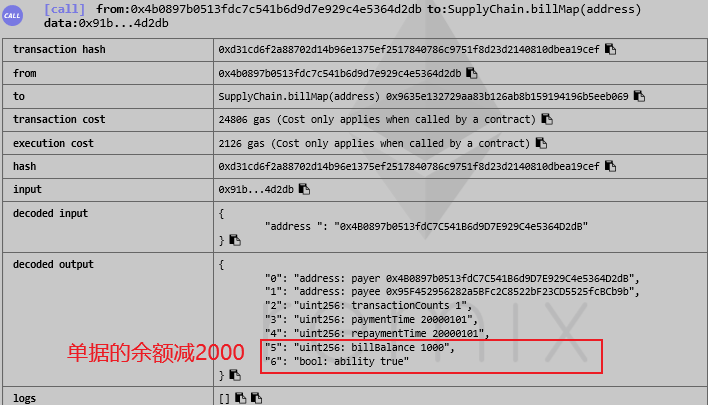 CALL
[call] from:0x4b0897b0513fdc7c541b6d9d7e929c4e5364d2db to:SupplyChain.billMap(address)
data:0x91b...4d2db
transaction hash 0xd31cd6f2a88702d14b96e1375ef2517840786c9751f8d23d2140810dbea19cef
from 0x4b0897b0513fdc7c541b6d9d7e929c4e5364d2db
to SupplyChain.billMap(address) 0x9635e132729aa83b126ab8b159194196b5eeb069
transaction cost 24806 gas (Cost only applies when called by a contract)
execution cost 2126 gas (Cost only applies when called by a contract)
hash 0xd31cd6f2a88702d14b96e1375ef2517840786c9751f8d23d2140810dbea19cef
input 0x91b...4d2db
decoded input {
"address ": "0x4B0897b0513fdC7C541B6d9D7E929C4e5364D2dB"
}
decoded output {
"0": "address: payer 0x4B0897b0513fdC7C541B6d9D7E929C4e5364D2dB",
"1": "address: payee 0x95F452956282a5BFc2C8522bF23CD5525fcBCb9b",
"2": "uint256: transactionCounts 1",
"3": "uint256: paymentTime 20000101",
"4": "uint256: repaymentTime 20000101",
单据的余额减2000 "5": "uint256: billBalance 1000",
"6": "bool: ability true"
}
logs []